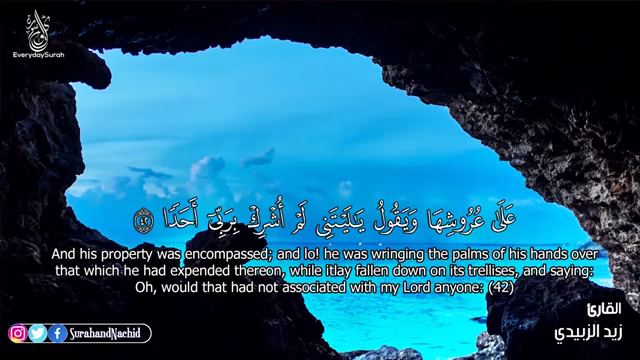 EverydaySurah
عَلَىٰ عُرُوشِهَا وَيَقُولُ يَٰلَيْتَنِى لَمْ أُشْرِكْ بِرَبِّىٓ أَحَدًا ٤٢
And his property was encompassed; and lo! he was wringing the palms of his hands over
that which he had expended thereon, while itlay fallen down on its trellises, and saying:
Oh, would that had not associated with my Lord anyone: (42)
القارئ
زيد الزبيدي
SurahandNachid